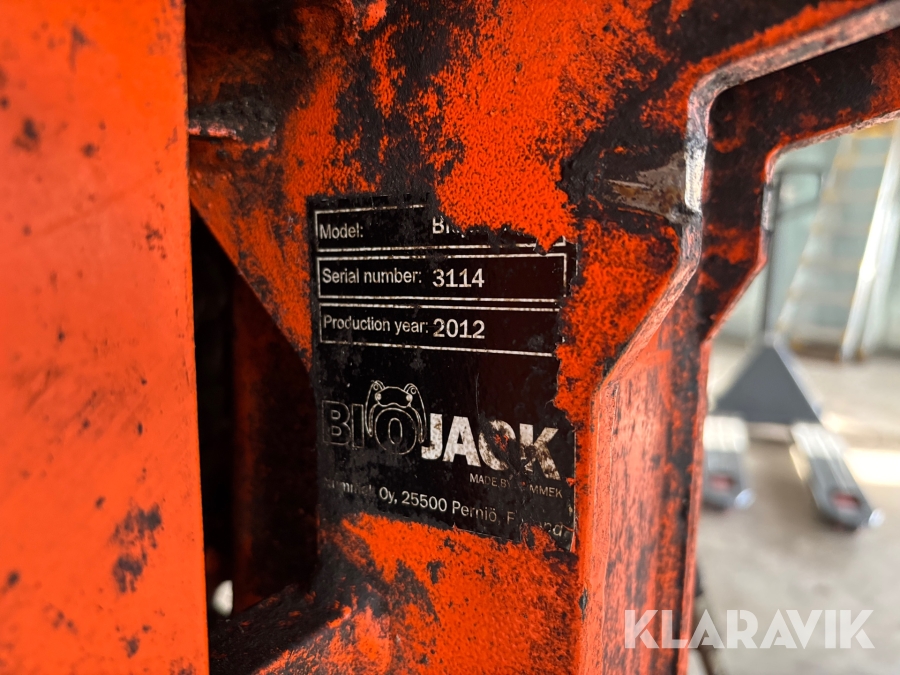 Model:
Serial number: 3114
Production year: 2012
BIOJACK
MADE BY
Oy, 25500 Perniö,
KLARAVIK